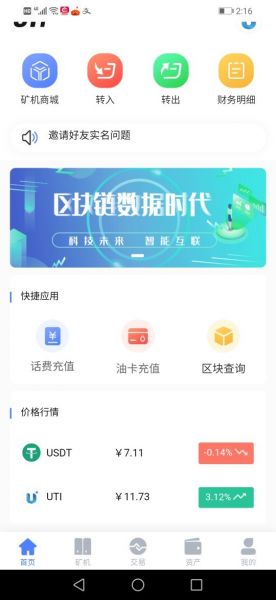 2:16
矿机商城 转入 转出 财务明细
邀请好友实名问题
区块链数据时代
科技未来 智能互联
快捷应用
话费充值 油卡充值 区块查询
价格行情
USDT ￥7.11 -0.14%
UTI ￥11.73 3.12%
首页 矿机 交易 资产 我的